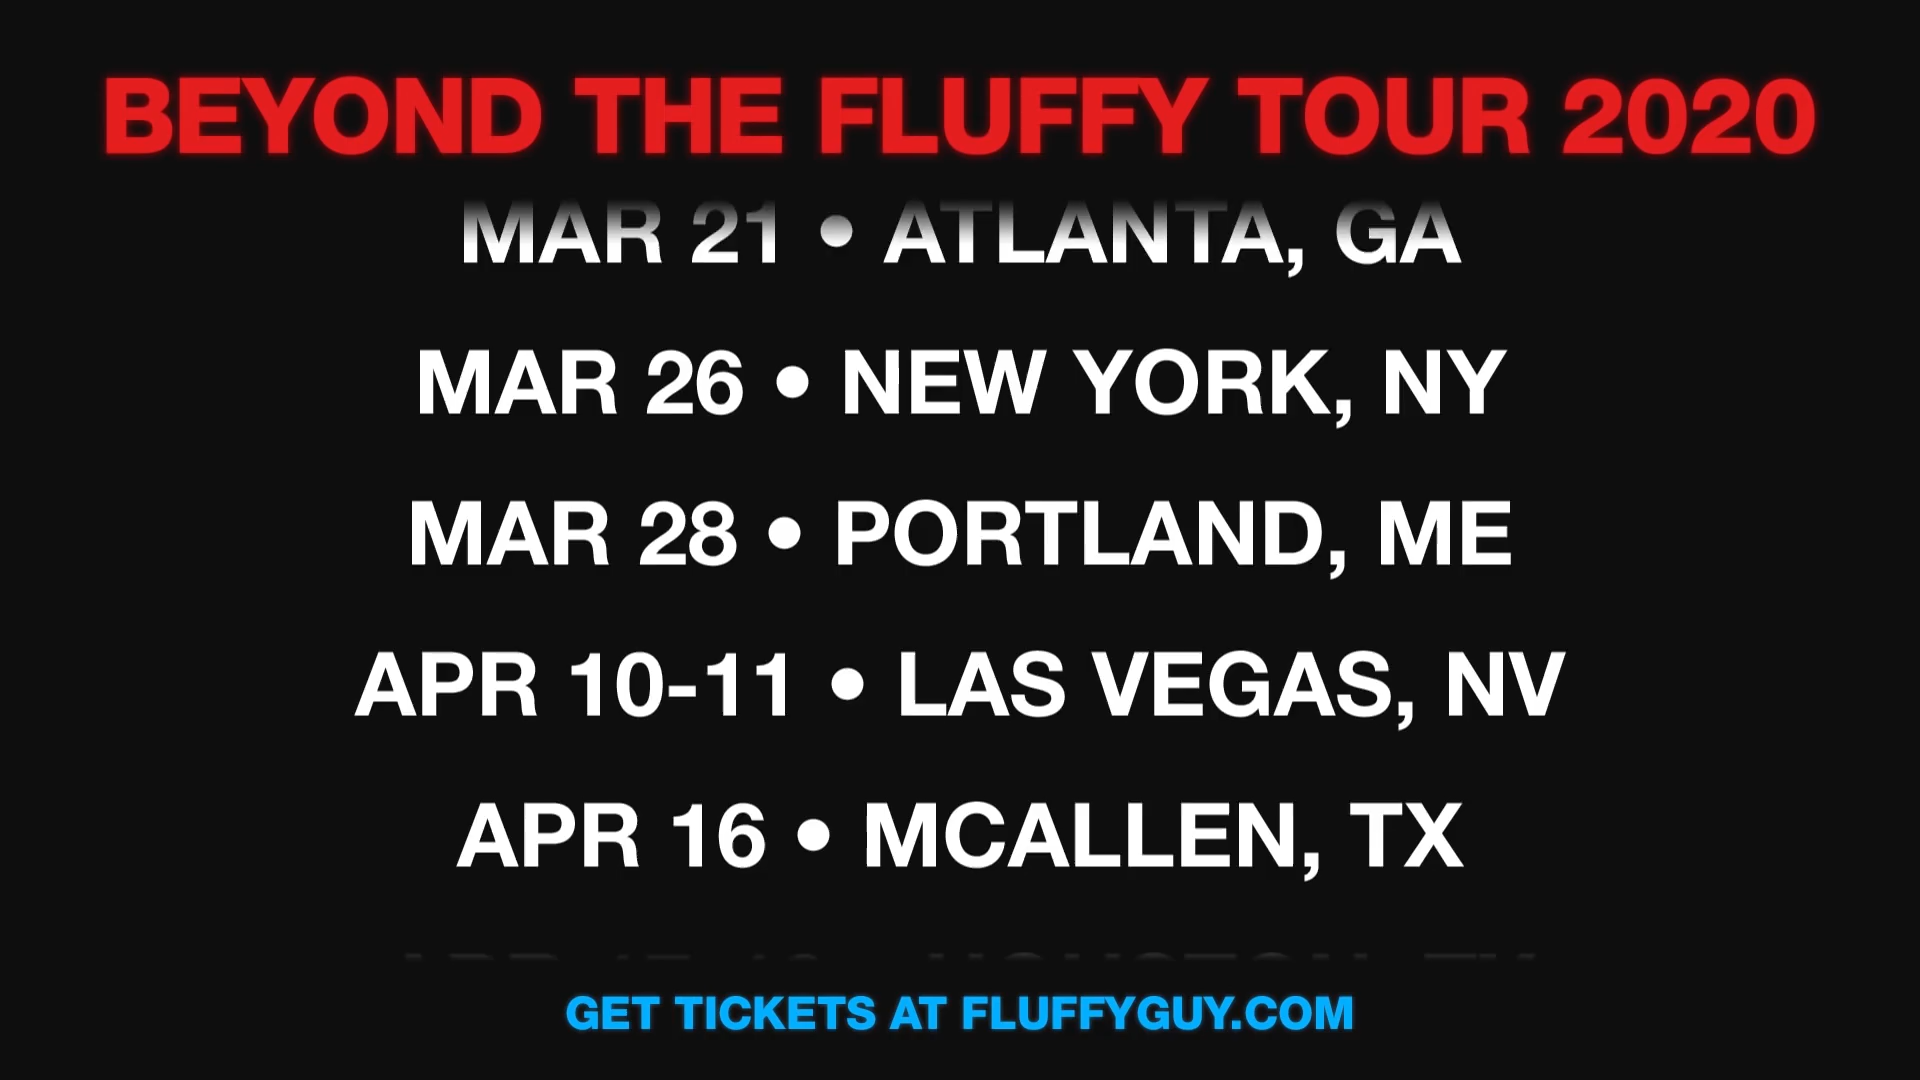 BEYOND THE FLUFFY TOUR 2020
MAR 21 • ATLANTA, GA
MAR 26 • NEW YORK, NY
MAR 28 • PORTLAND, ME
APR 10-11 • LAS VEGAS, NV
APR 16 • MCALLEN, TX
GET TICKETS AT FLUFFYGUY.COM